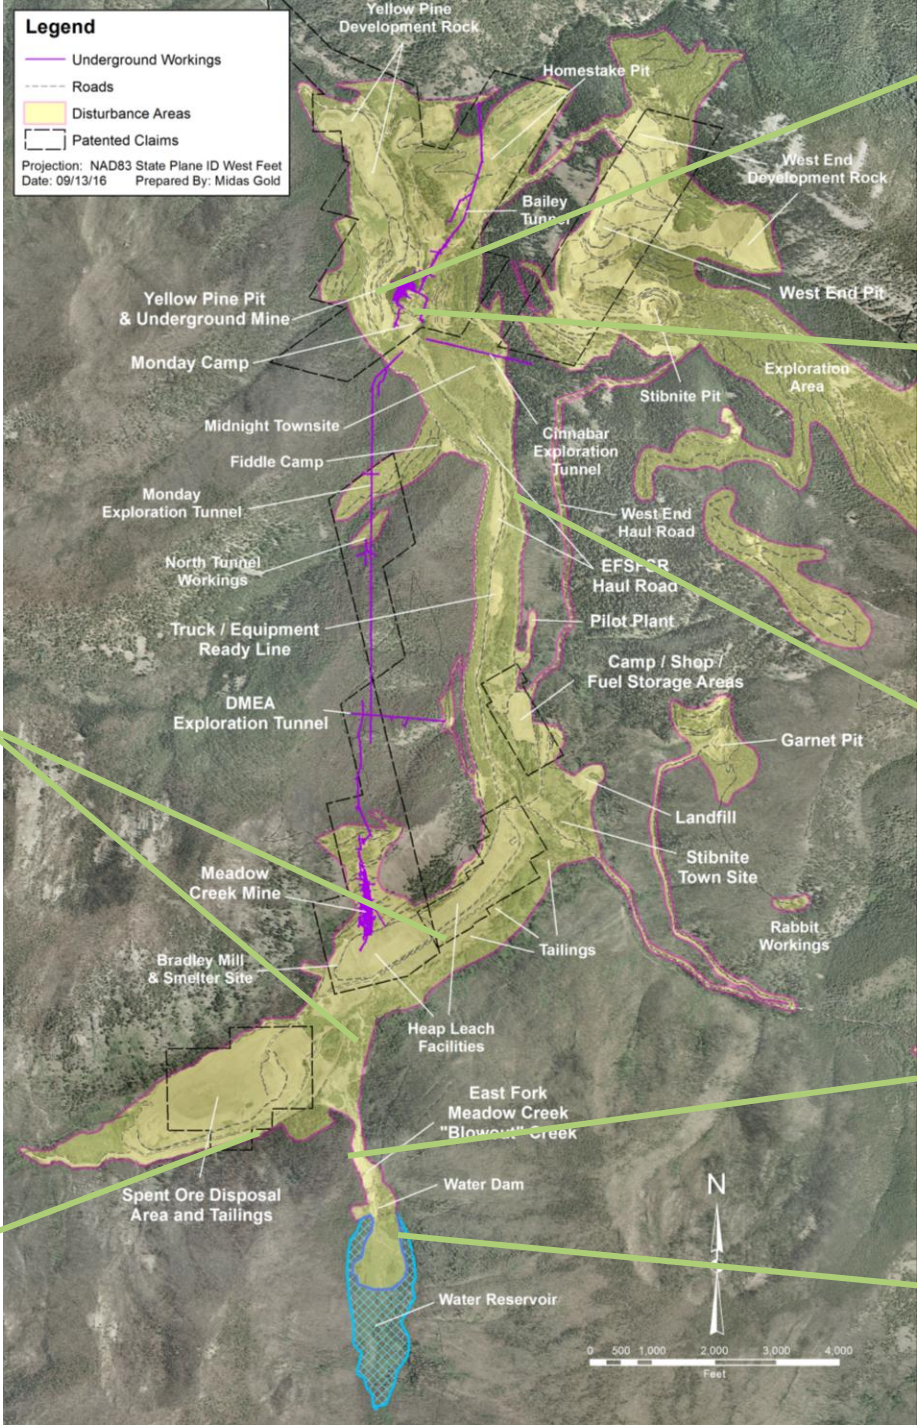 Legend
Underground Workings
Roads
Disturbance Areas
Patented Claims
Projection: NAD83 State Plane ID West Feet
Date: 09/13/16 Prepared By: Midas Gold
Yellow Pine
Development Rock
Homestake Pit
West End
Development Rock
Bailey
Tunnel
Yellow Pine Pit
& Underground Mine
West End Pit
Monday Camp
Exploration
Area
Stibnite Pit
Midnight Townsite
Cinnabar
Exploration
Tunnel
Fiddle Camp
Monday
Exploration Tunnel
West End
Haul Road
North Tunnel
Workings
EFSFSR
Haul Road
Truck / Equipment
Ready Line
Pilot Plant
Camp / Shop /
Fuel Storage Areas
DMEA
Exploration Tunnel
Garnet Pit
Landfill
Stibnite
Town Site
Meadow
Creek Mine
Rabbit
Workings
Tailings
Bradley Mill
& Smelter Site
Heap Leach
Facilities
East Fork
Meadow Creek
"Blowout" Creek
Water Dam
Spent Ore Disposal
Area and Tailings
N
Water Reservoir
0 500 1,000 2,000 3,000 4,000
Feet